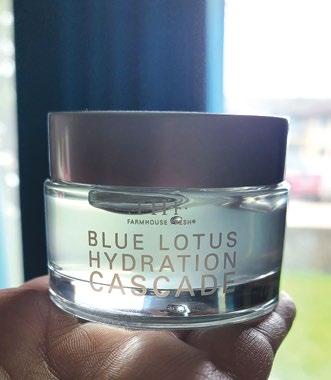 FARMHOUSE FRESH®
BLUE LOTUS
HYDRATION
CASCADE